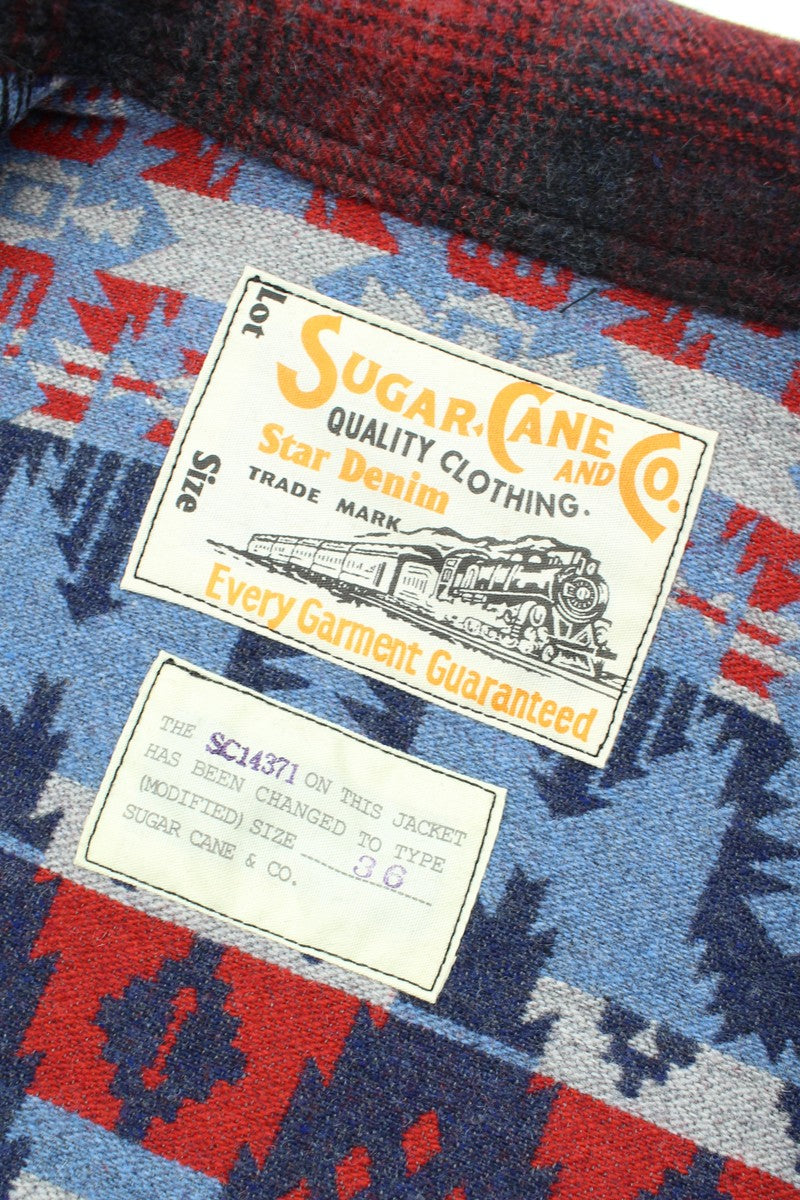 Lot
SUGAR CANE AND CO.
QUALITY CLOTHING.
Star Denim
Size
TRADE MARK
Every Garment Guaranteed
THE SC14371 ON THIS JACKET
HAS BEEN CHANGED TO TYPE
(MODIFIED) SIZE 36
SUGAR CANE & CO.